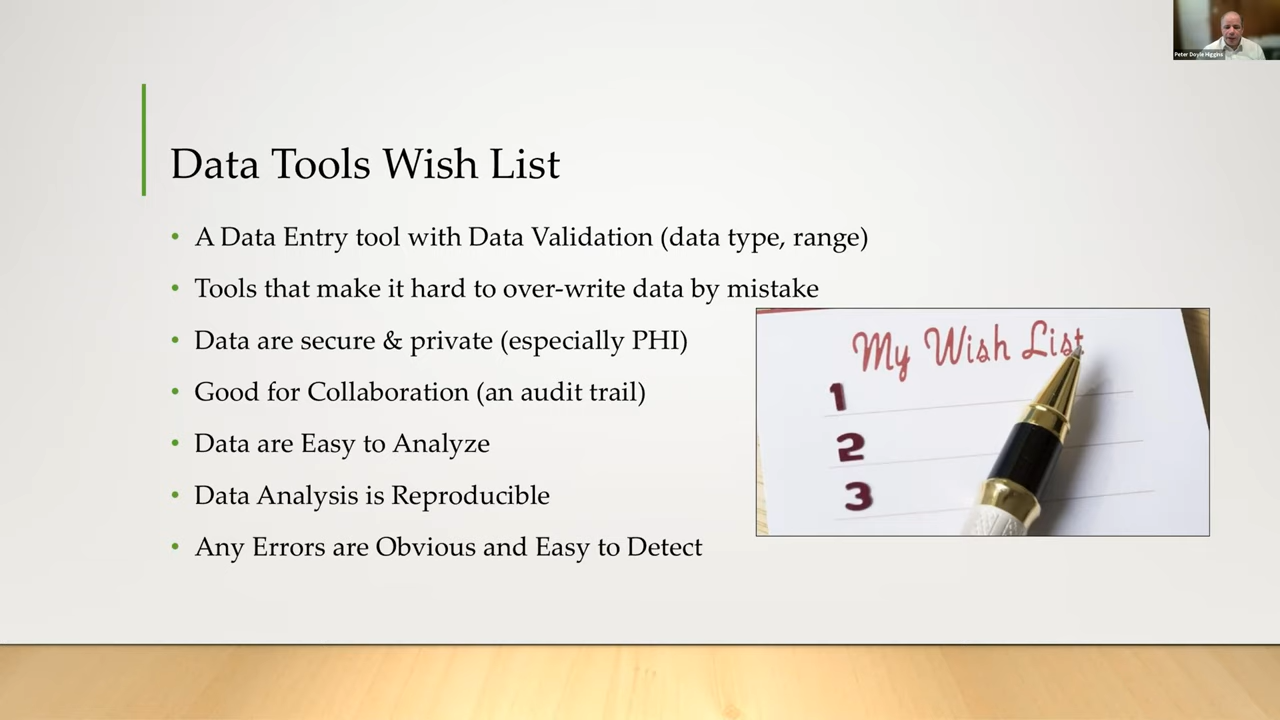 Peter Doyle Higgins
Data Tools Wish List
• A Data Entry tool with Data Validation (data type, range)
• Tools that make it hard to over-write data by mistake
• Data are secure & private (especially PHI)
• Good for Collaboration (an audit trail)
• Data are Easy to Analyze
• Data Analysis is Reproducible
• Any Errors are Obvious and Easy to Detect
My Wish List
1
2
3